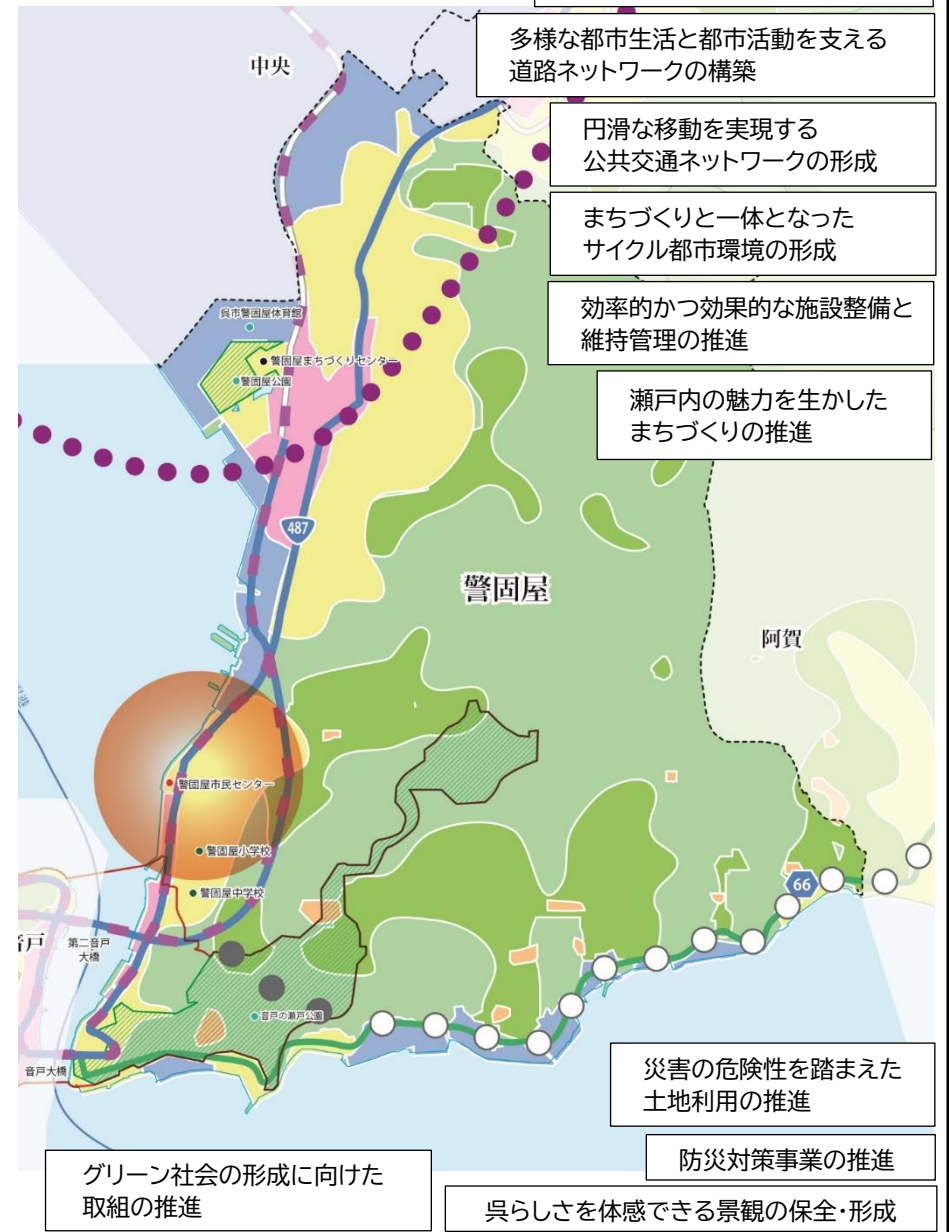 多様な都市生活と都市活動を支える
道路ネットワークの構築
中央
円滑な移動を実現する
公共交通ネットワークの形成
まちづくりと一体となった
サイクル都市環境の形成
効率的かつ効果的な施設整備と
維持管理の推進
呉市警固屋体育館
警固屋まちづくりセンター
警固屋公園
瀬戸内の魅力を生かした
まちづくりの推進
487
警固屋
阿賀
警固屋市民センター
警固屋小学校
警固屋中学校
66
第二音戸
大橋
音戸の瀬戸公園
音戸大橋
災害の危険性を踏まえた
土地利用の推進
防災対策事業の推進
グリーン社会の形成に向けた
取組の推進
呉らしさを体感できる景観の保全・形成